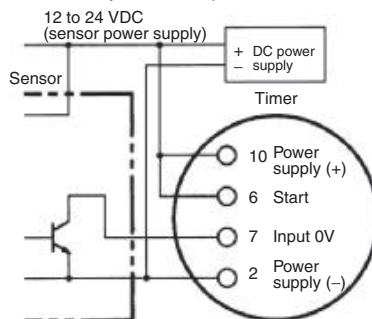 12 to 24 VDC
(sensor power supply)
+ DC power
− supply
Sensor
Timer
10 Power
supply (+)
6 Start
7 Input 0V
2 Power
supply (−)